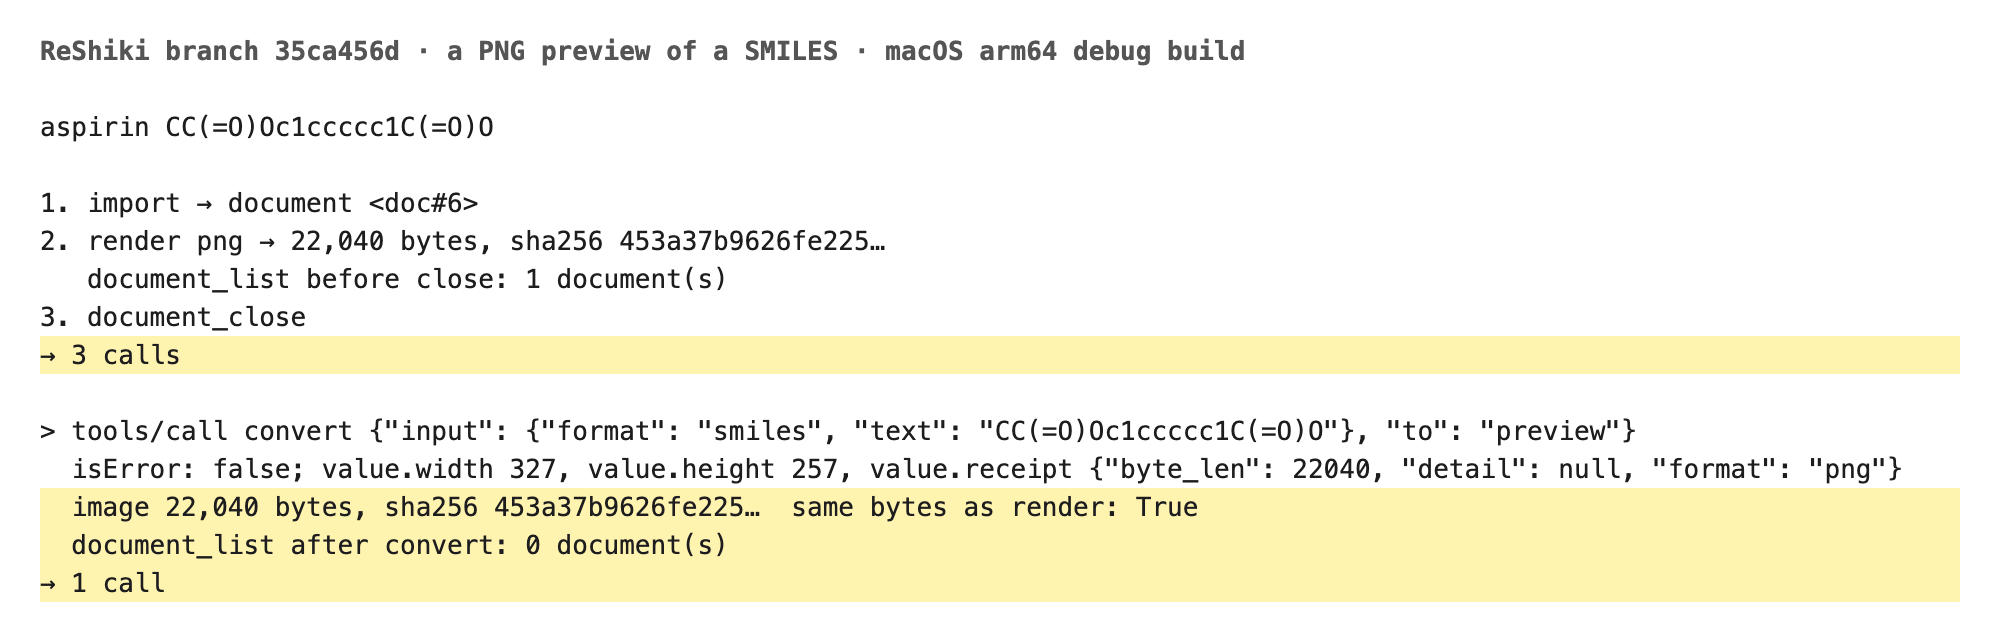 ReShiki branch 35ca456d · a PNG preview of a SMILES · macOS arm64 debug build
aspirin CC(=O)Oc1ccccc1C(=O)O
1. import → document <doc#6>
2. render png → 22,040 bytes, sha256 453a37b9626fe225…
document_list before close: 1 document(s)
3. document_close
→ 3 calls
> tools/call convert {"input": {"format": "smiles", "text": "CC(=O)Oc1ccccc1C(=O)O"}, "to": "preview"}
isError: false; value.width 327, value.height 257, value.receipt {"byte_len": 22040, "detail": null, "format": "png"}
image 22,040 bytes, sha256 453a37b9626fe225…  same bytes as render: True
document_list after convert: 0 document(s)
→ 1 call